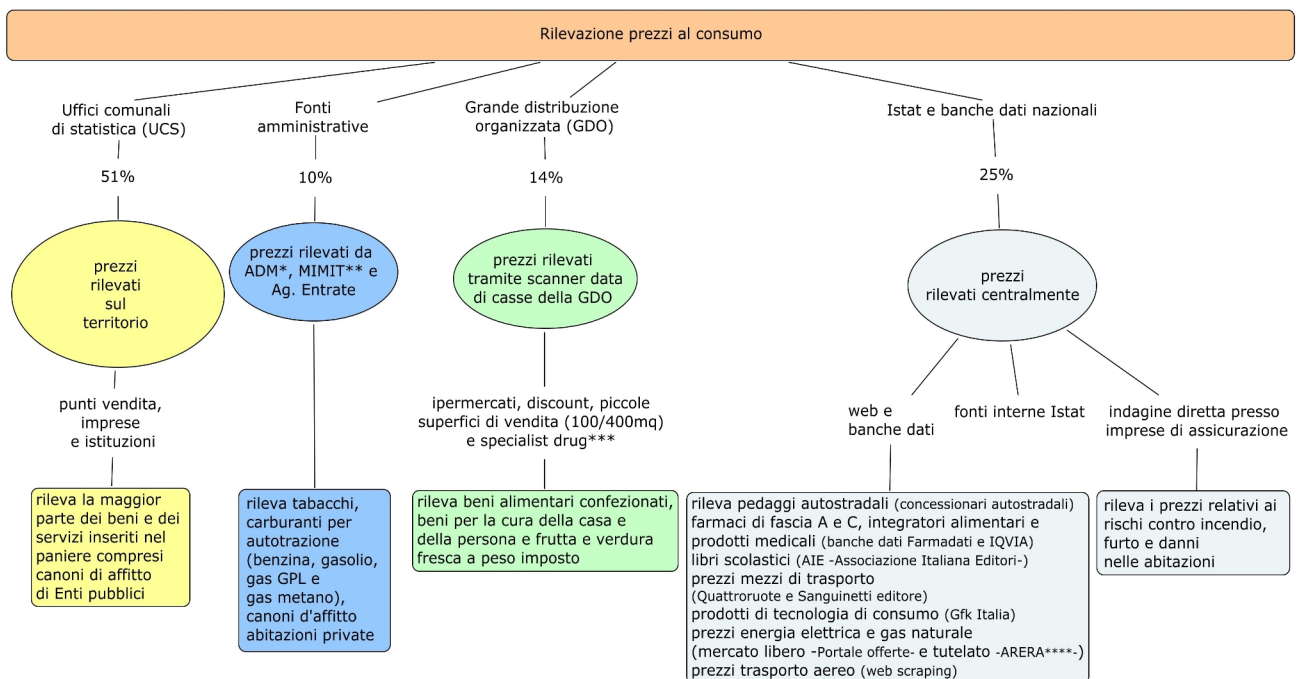 Rilevazione prezzi al consumo
Uffici comunali
di statistica (UCS)
51%
prezzi
rilevati
sul
territorio
punti vendita,
imprese
e istituzioni
rileva la maggior
parte dei beni e dei
servizi inseriti nel
paniere compresi
canoni di affitto
di Enti pubblici
Fonti
amministrative
10%
prezzi rilevati da
ADM*, MIMIT** e
Ag. Entrate
rileva tabacchi,
carburanti per
autotrazione
(benzina, gasolio,
gas GPL e
gas metano),
canoni d'affitto
abitazioni private
Grande distribuzione
organizzata (GDO)
14%
prezzi rilevati
tramite scanner data
di casse della GDO
ipermercati, discount, piccole
superfici di vendita (100/400mq)
e specialist drug***
rileva beni alimentari confezionati,
beni per la cura della casa e
della persona e frutta e verdura
fresca a peso imposto
Istat e banche dati nazionali
25%
prezzi
rilevati centralmente
web e
banche dati
rileva pedaggi autostradali (concessionari autostradali)
farmaci di fascia A e C, integratori alimentari e
prodotti medicali (banche dati Farmadati e IQVIA)
libri scolastici (AIE -Associazione Italiana Editori-)
prezzi mezzi di trasporto
(Quattroruote e Sanguinetti editore)
prodotti di tecnologia di consumo (Gfk Italia)
prezzi energia elettrica e gas naturale
(mercato libero -Portale offerte- e tutelato -ARERA****-)
prezzi trasporto aereo (web scraping)
fonti interne Istat
indagine diretta presso
imprese di assicurazione
rileva i prezzi relativi ai
rischi contro incendio,
furto e danni
nelle abitazioni